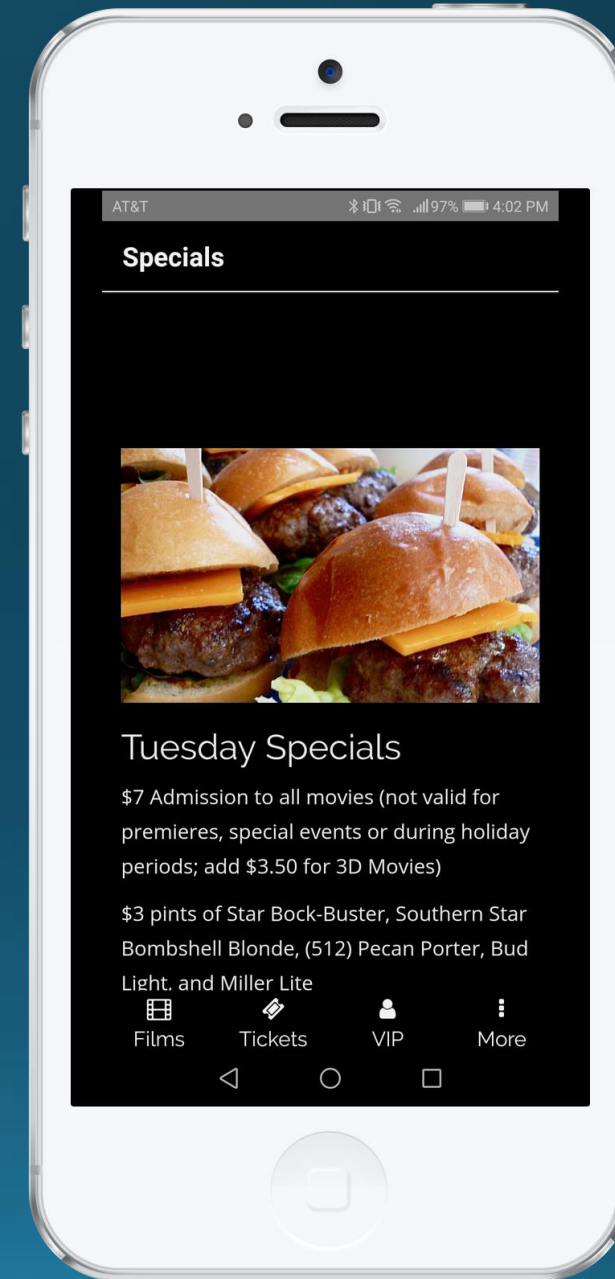 AT&T 97% 4:02 PM
Specials
Tuesday Specials
$7 Admission to all movies (not valid for
premieres, special events or during holiday
periods; add $3.50 for 3D Movies)
$3 pints of Star Bock-Buster, Southern Star
Bombshell Blonde, (512) Pecan Porter, Bud
Light, and Miller Lite
Films Tickets VIP More